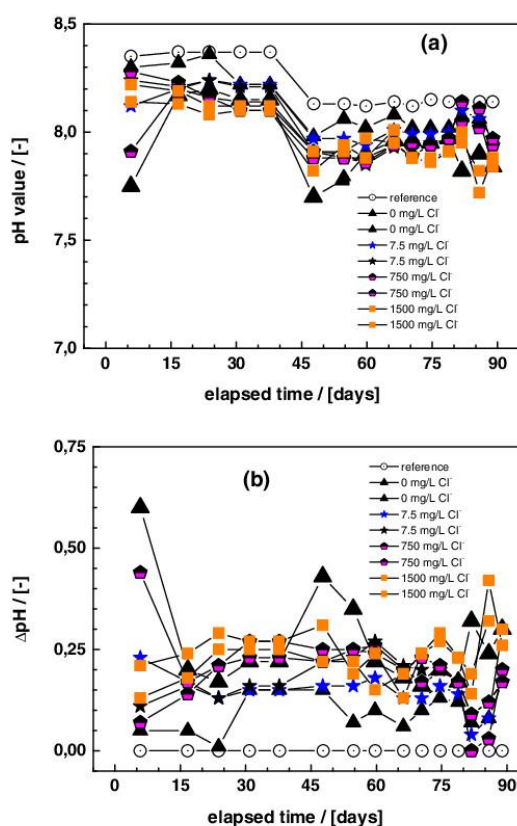 (a)
8,5
8,0
7,5
7,0
pH value / [-]
reference
0 mg/L Cl⁻
0 mg/L Cl⁻
7.5 mg/L Cl⁻
7.5 mg/L Cl⁻
750 mg/L Cl⁻
750 mg/L Cl⁻
1500 mg/L Cl⁻
1500 mg/L Cl⁻
0 15 30 45 60 75 90
elapsed time / [days]
(b)
0,75
0,50
0,25
0,00
ΔpH / [-]
reference
0 mg/L Cl⁻
0 mg/L Cl⁻
7.5 mg/L Cl⁻
7.5 mg/L Cl⁻
750 mg/L Cl⁻
750 mg/L Cl⁻
1500 mg/L Cl⁻
1500 mg/L Cl⁻
0 15 30 45 60 75 90
elapsed time / [days]